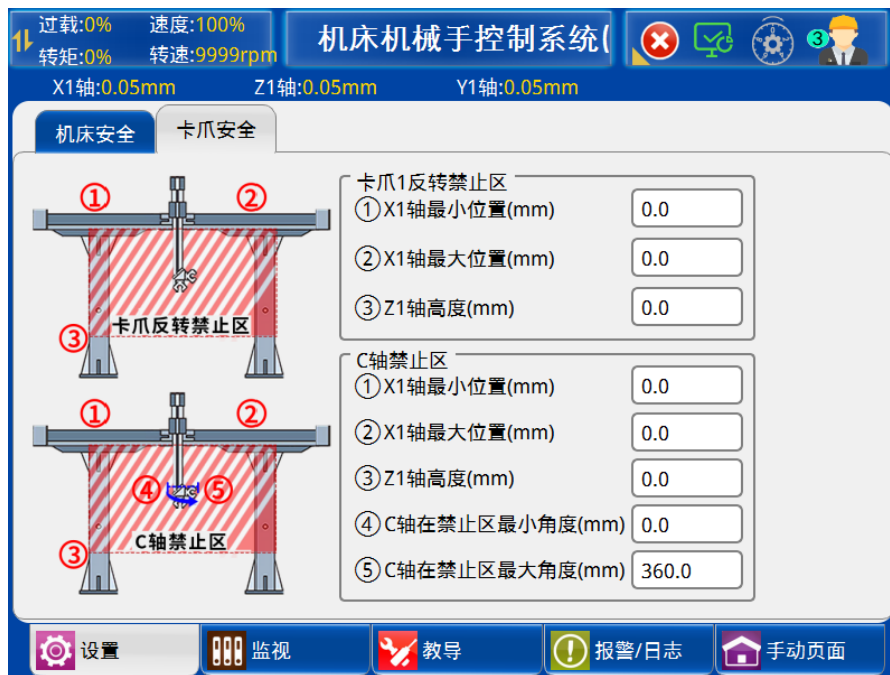 过载:0% 速度:100%
转矩:0% 转速:9999rpm
机床机械手控制系统(
3
X1轴:0.05mm Z1轴:0.05mm Y1轴:0.05mm
机床安全 卡爪安全
① ②
卡爪反转禁止区
③
卡爪1反转禁止区
①X1轴最小位置(mm) 0.0
②X1轴最大位置(mm) 0.0
③Z1轴高度(mm) 0.0
① ②
④ ⑤
C轴禁止区
③
C轴禁止区
①X1轴最小位置(mm) 0.0
②X1轴最大位置(mm) 0.0
③Z1轴高度(mm) 0.0
④C轴在禁止区最小角度(mm) 0.0
⑤C轴在禁止区最大角度(mm) 360.0
设置 监视 教导 报警/日志 手动页面